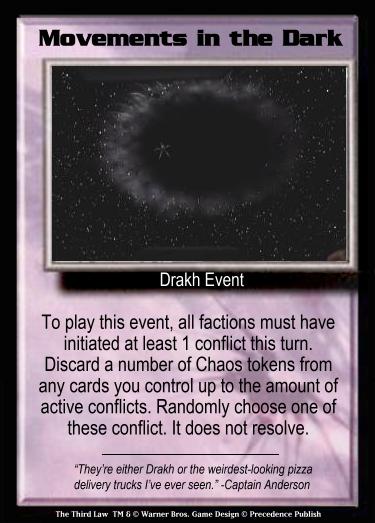 Movements in the Dark
Drakh Event
To play this event, all factions must have
initiated at least 1 conflict this turn.
Discard a number of Chaos tokens from
any cards you control up to the amount of
active conflicts. Randomly choose one of
these conflict. It does not resolve.
“They’re either Drakh or the weirdest-looking pizza
delivery trucks I’ve ever seen.” -Captain Anderson
The Third Law TM & © Warner Bros. Game Design © Precedence Publish